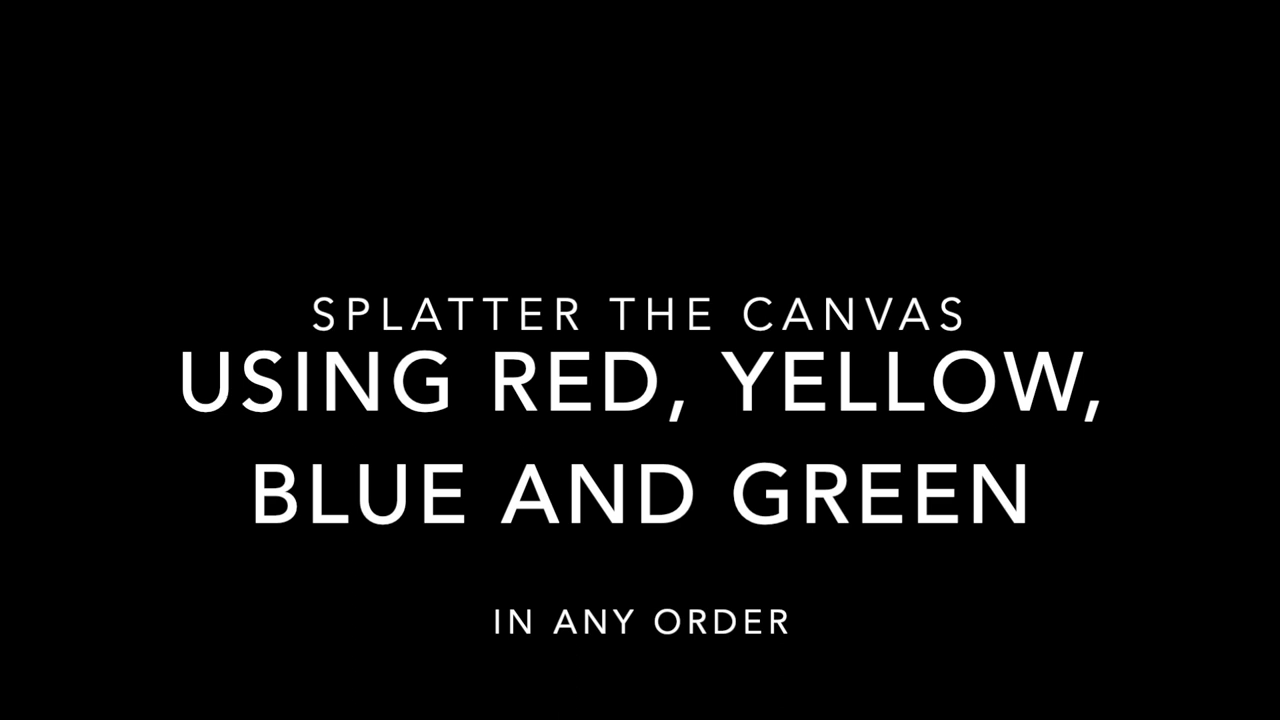 SPLATTER THE CANVAS
USING RED, YELLOW,
BLUE AND GREEN
IN ANY ORDER